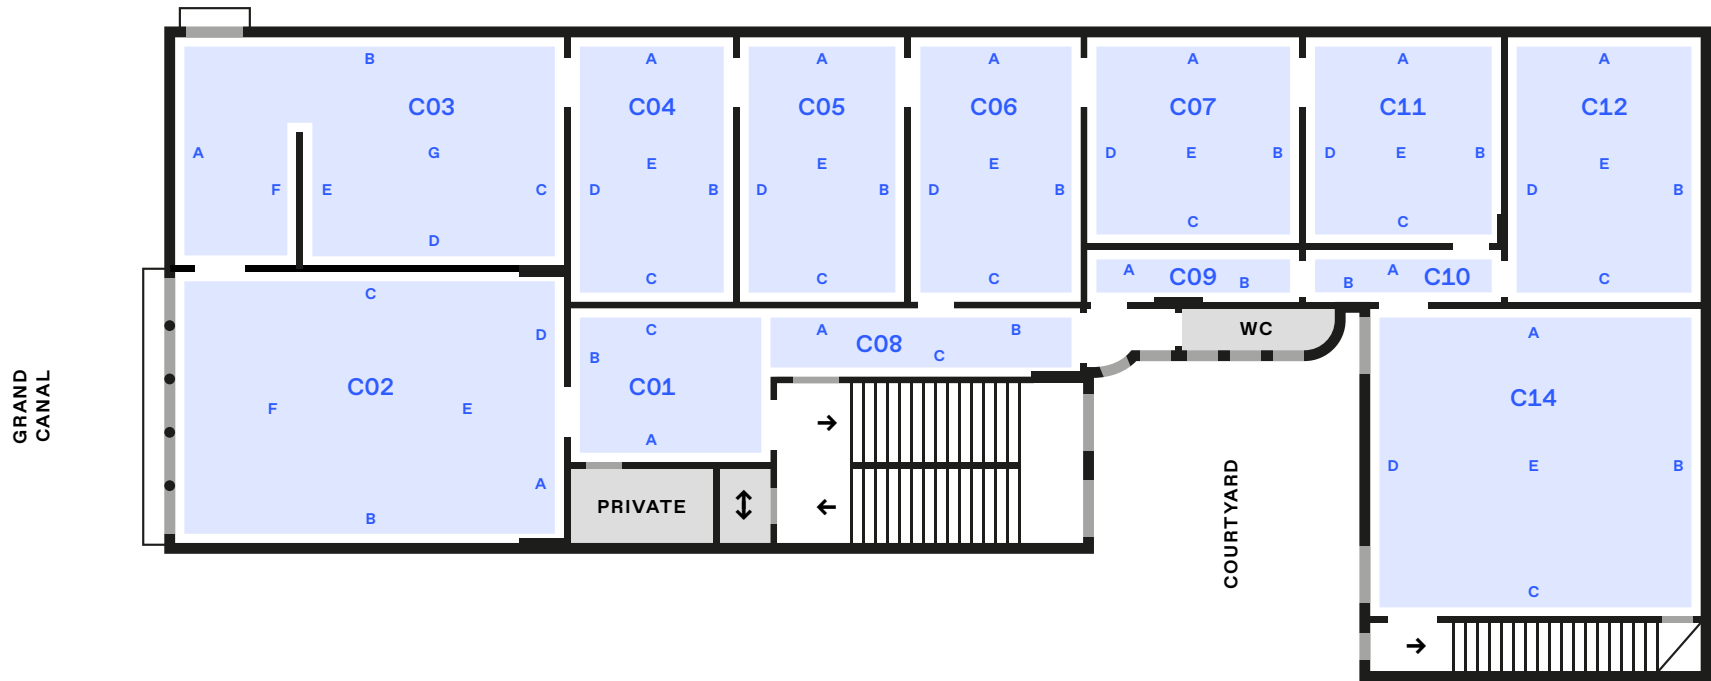 B
A
A
A
A
A
A
C03
C04
C05
C06
C07
C11
C12
A
G
D
E
B
D
E
B
E
E
E
E
F
E
C
D
B
D
B
D
B
D
B
C
C
D
A
C09
B
B
A
C10
C
C
C
C
C
B
C
A
C08
B
C
WC
A
D
B
C02
C01
C14
F
E
A
D
E
B
A
B
C
PRIVATE
GRAND
CANAL
COURTYARD